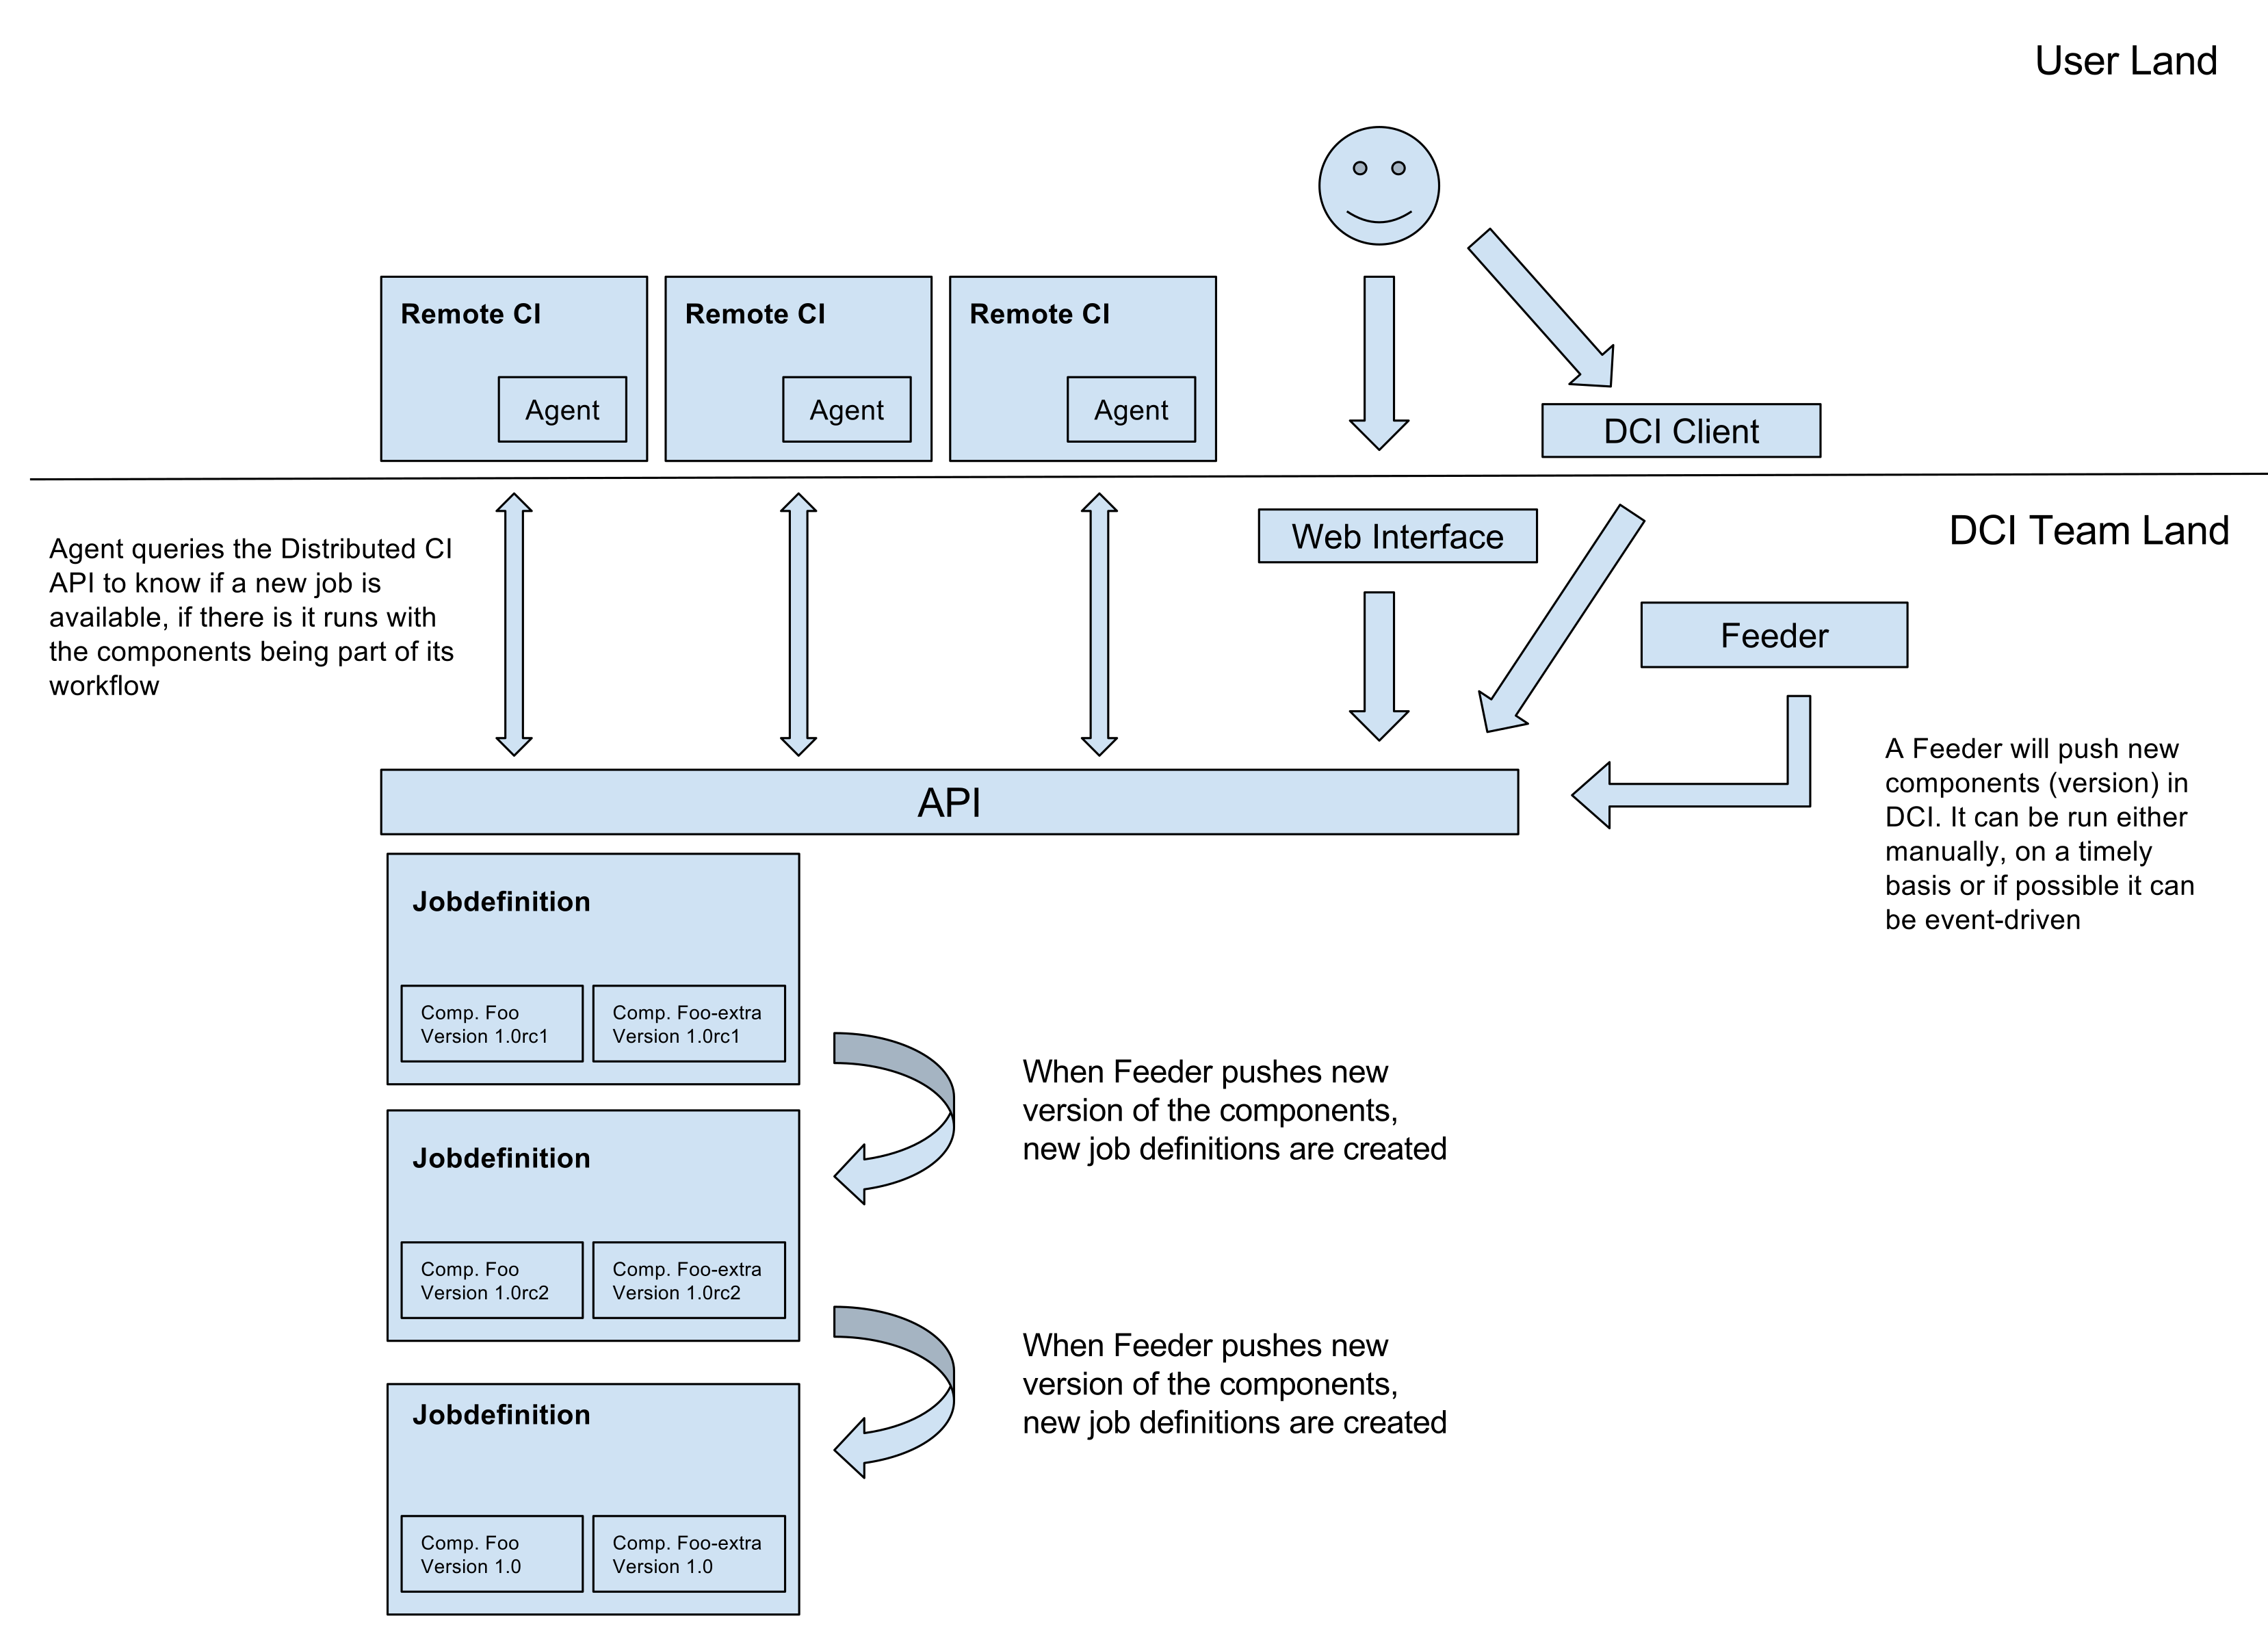 User Land
Remote CI
Agent
Remote CI
Agent
Remote CI
Agent
DCI Client
DCI Team Land
Agent queries the Distributed CI
API to know if a new job is
available, if there is it runs with
the components being part of its
workflow
Web Interface
Feeder
A Feeder will push new
components (version) in
DCI. It can be run either
manually, on a timely
basis or if possible it can
be event-driven
API
Jobdefinition
Comp. Foo
Version 1.0rc1
Comp. Foo-extra
Version 1.0rc1
When Feeder pushes new
version of the components,
new job definitions are created
Jobdefinition
Comp. Foo
Version 1.0rc2
Comp. Foo-extra
Version 1.0rc2
When Feeder pushes new
version of the components,
new job definitions are created
Jobdefinition
Comp. Foo
Version 1.0
Comp. Foo-extra
Version 1.0